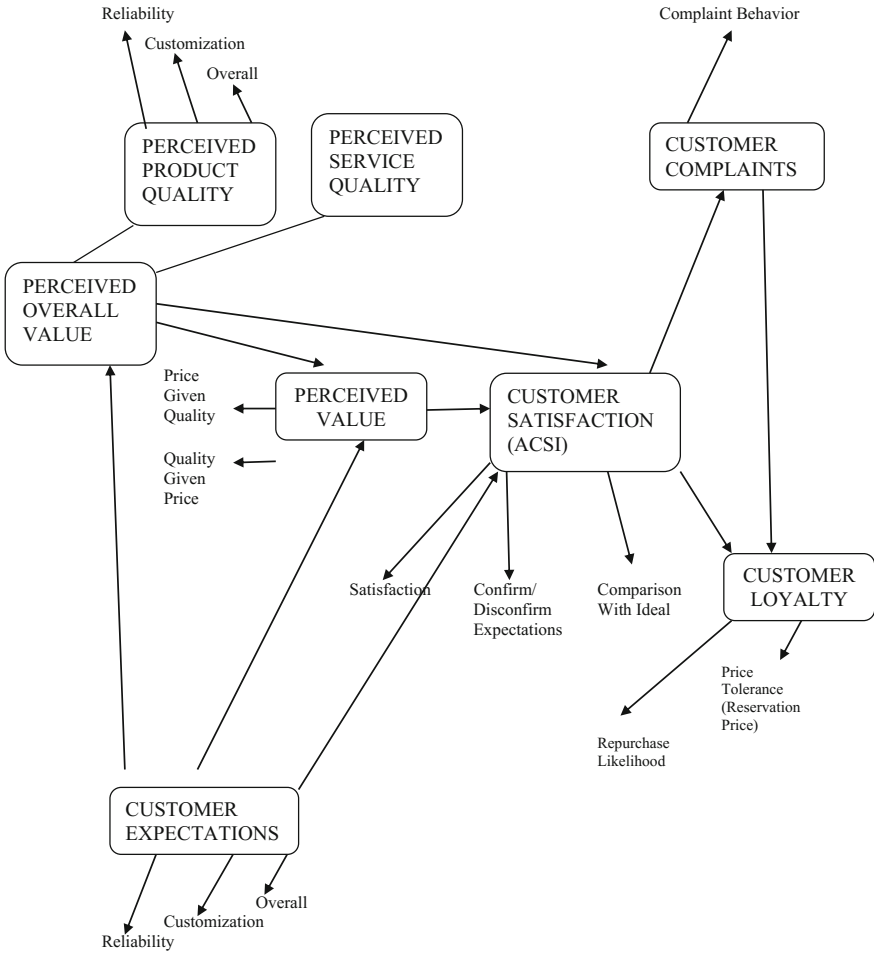 Reliability
Complaint Behavior
Customization
Overall
PERCEIVED
PRODUCT
QUALITY
PERCEIVED
SERVICE
QUALITY
CUSTOMER
COMPLAINTS
PERCEIVED
OVERALL
VALUE
Price
Given
Quality
PERCEIVED
VALUE
CUSTOMER
SATISFACTION
(ACSI)
Quality
Given
Price
Satisfaction
Confirm/
Disconfirm
Expectations
Comparison
With Ideal
CUSTOMER
LOYALTY
Price
Tolerance
(Reservation
Price)
Repurchase
Likelihood
CUSTOMER
EXPECTATIONS
Overall
Customization
Reliability